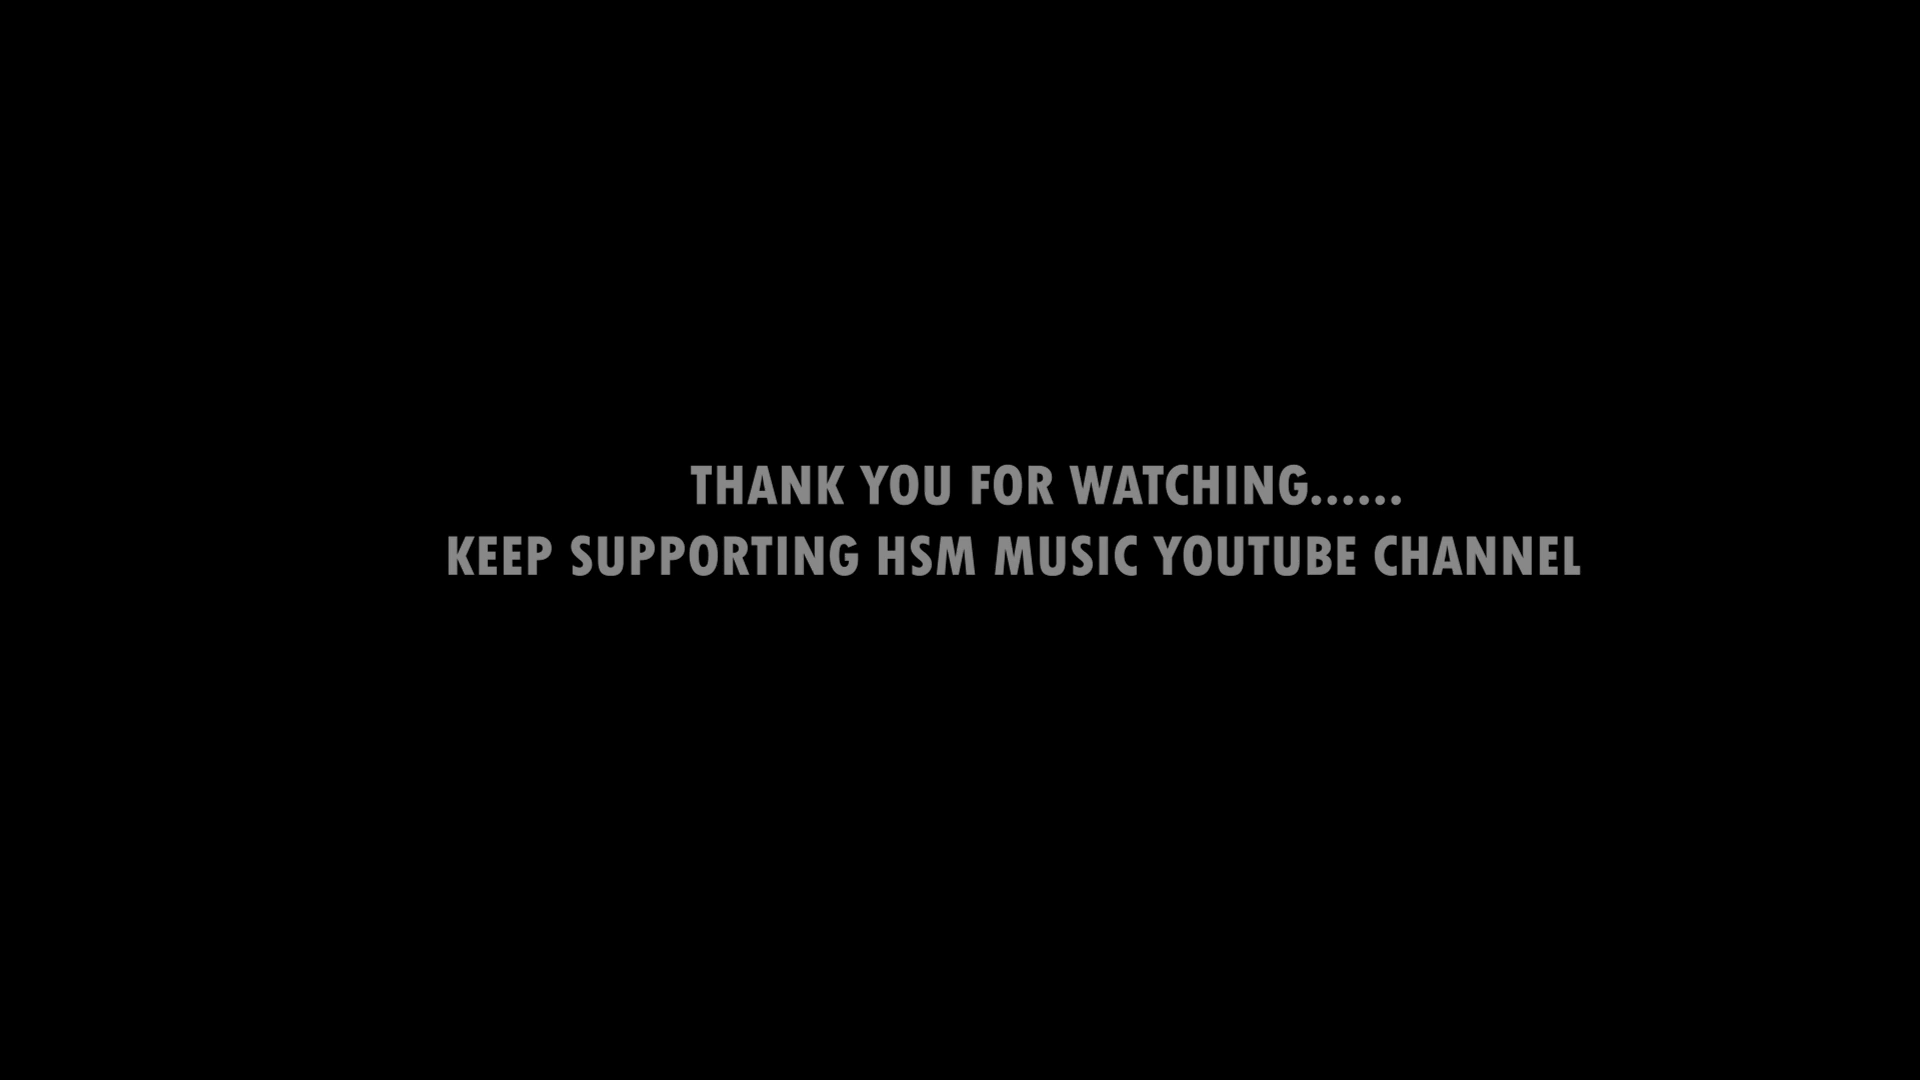 THANK YOU FOR WATCHING......
KEEP SUPPORTING HSM MUSIC YOUTUBE CHANNEL